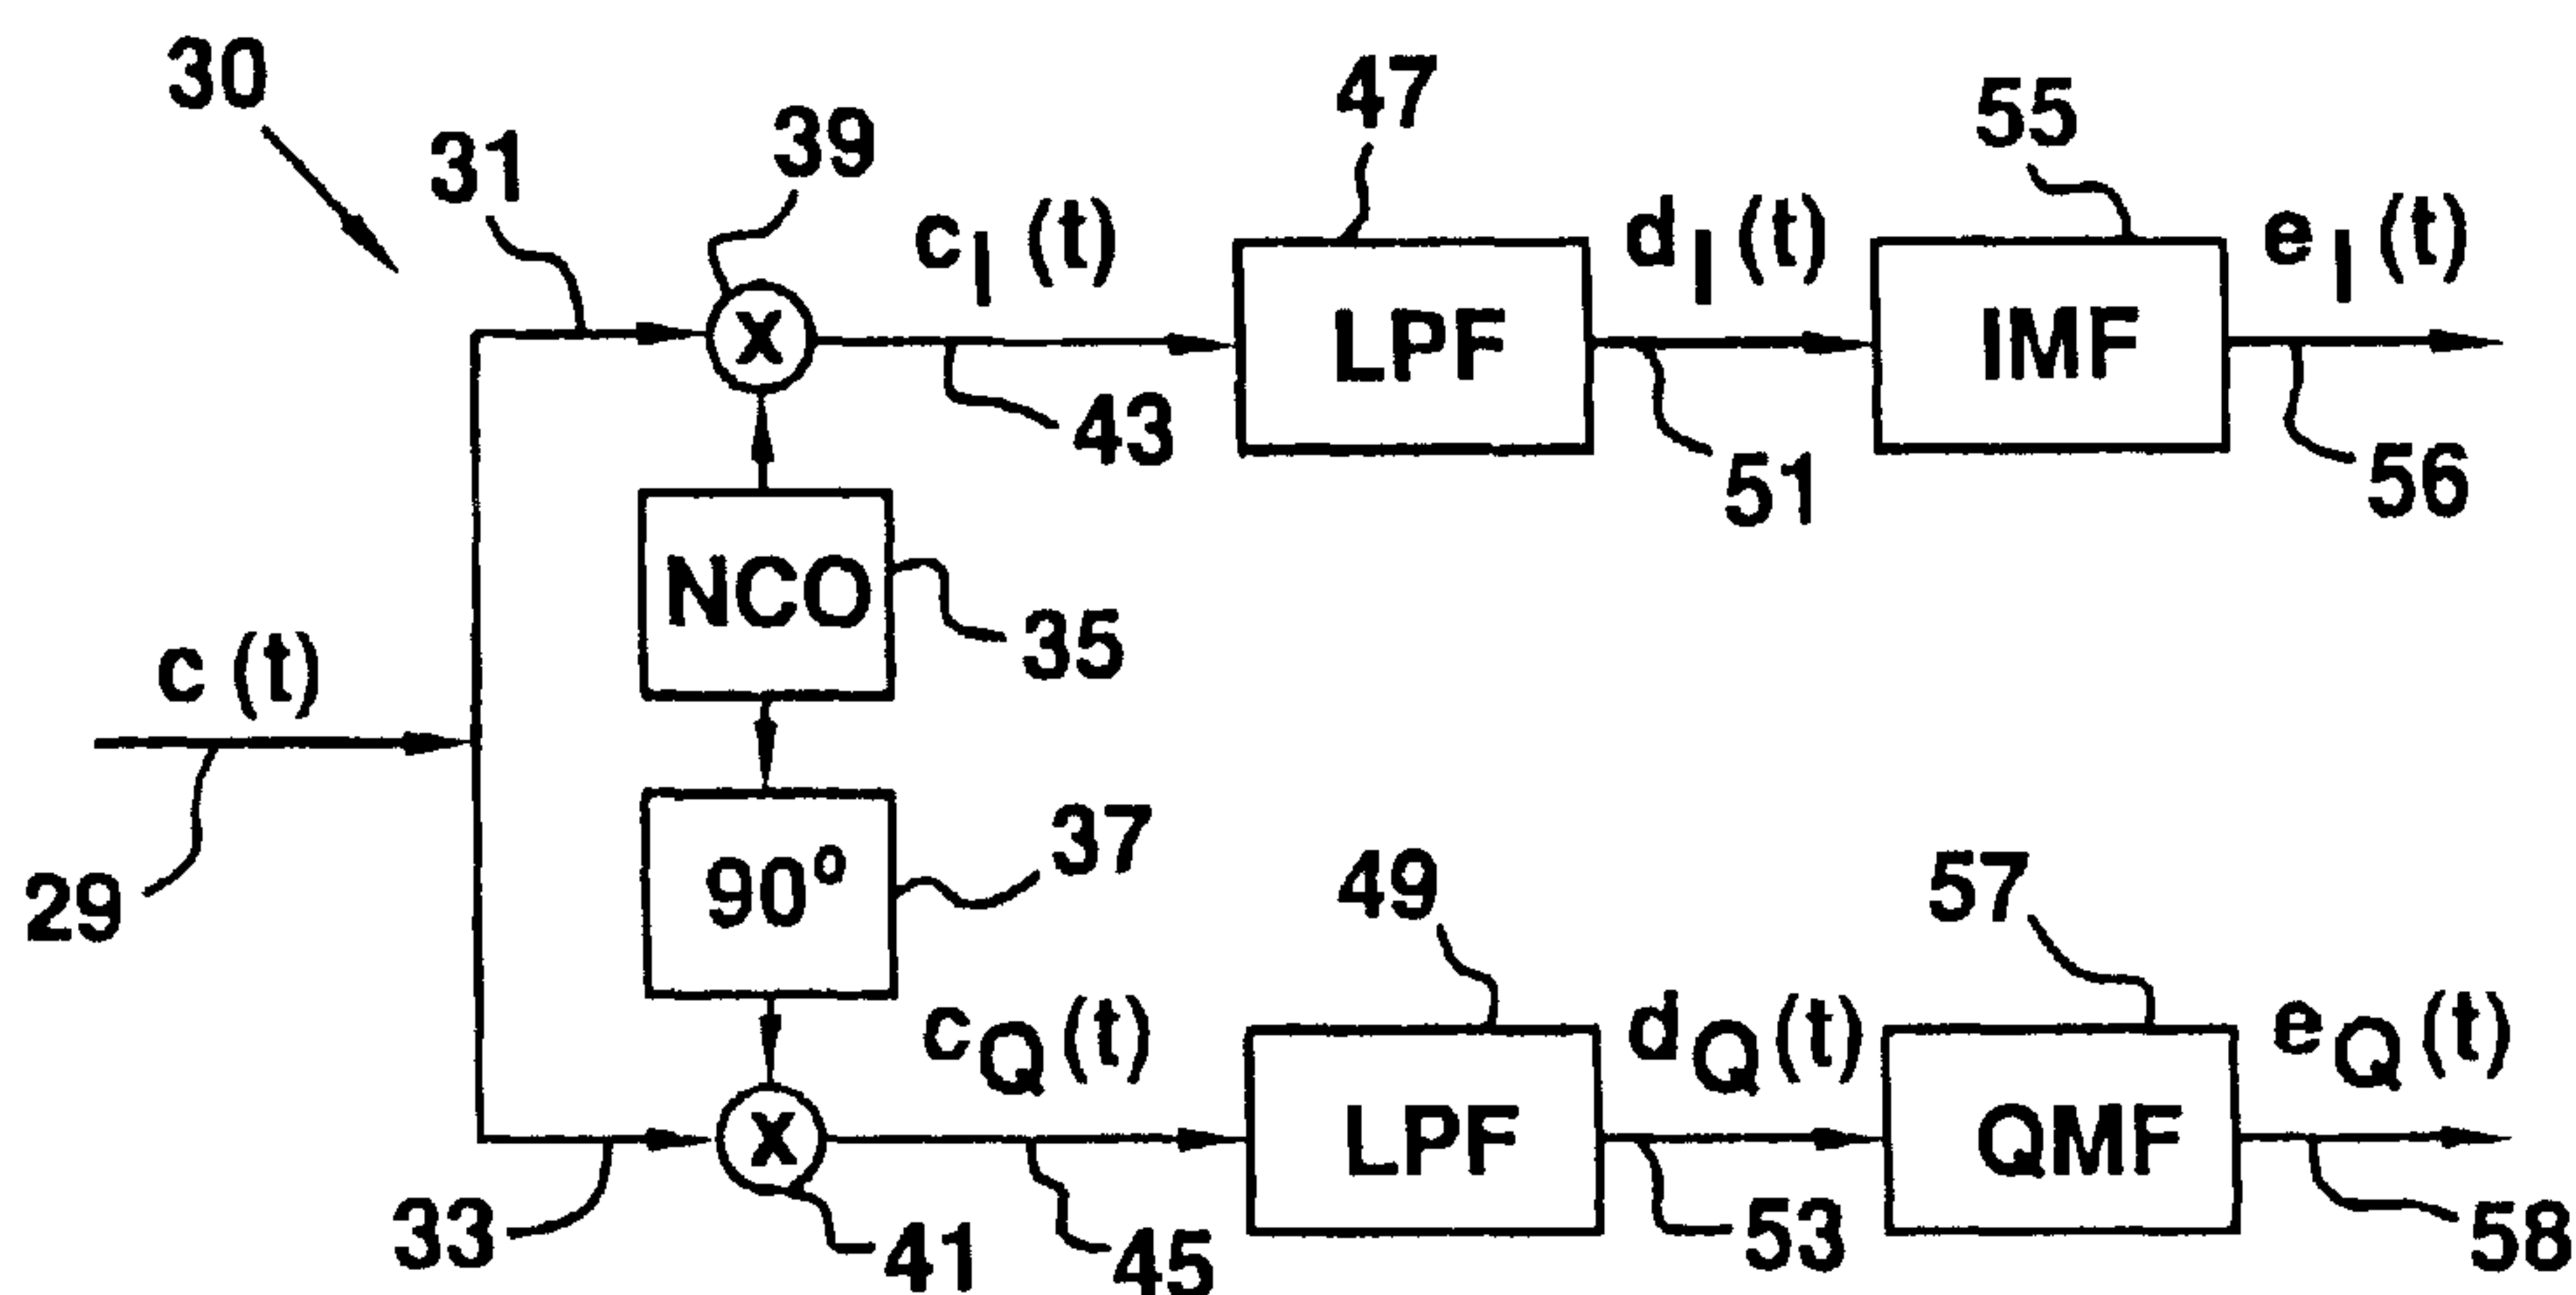 30
31
39
c_I (t)
47
d_I (t)
55
e_I (t)
LPF
IMF
43
51
56
NCO
35
c (t)
29
90°
37
49
57
c_Q (t)
d_Q (t)
e_Q (t)
LPF
QMF
33
41
45
53
58